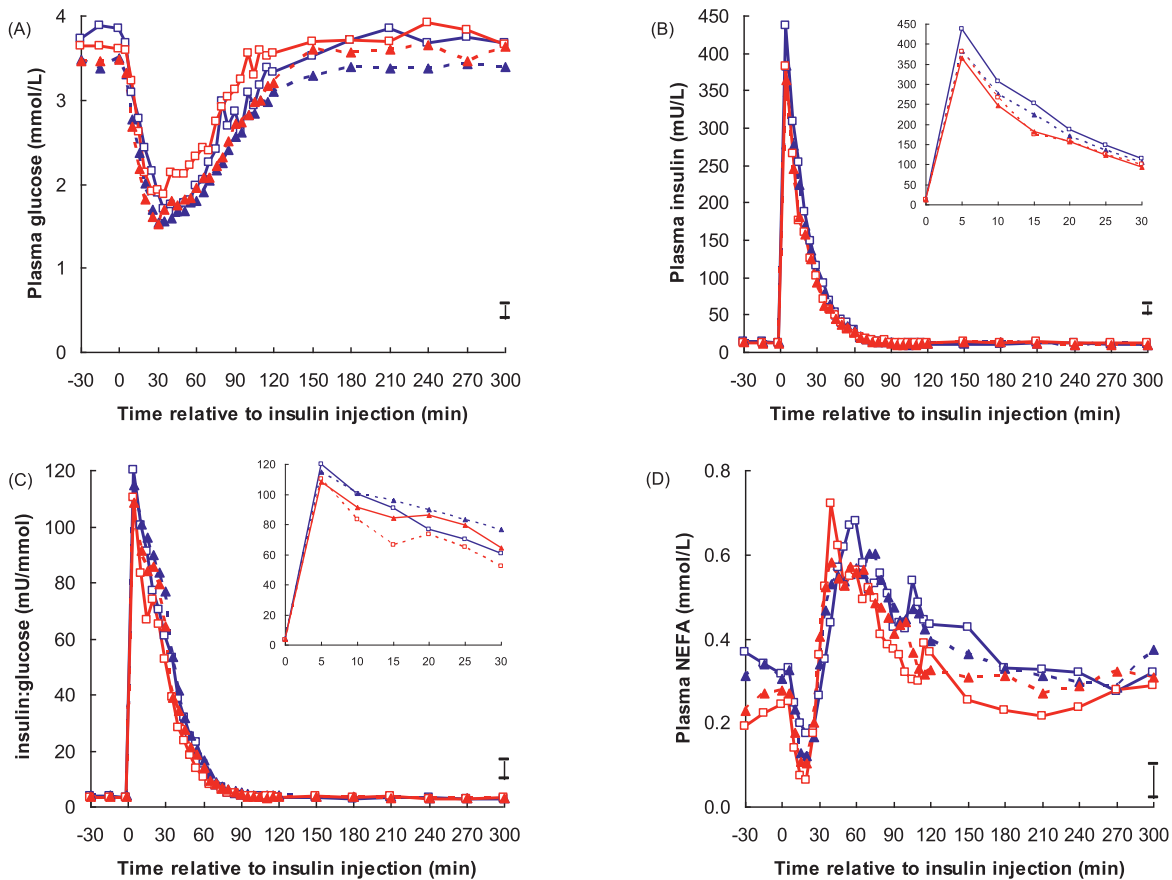 (A)
Plasma glucose (mmol/L)
4
3
2
1
0
-30 0 30 60 90 120 150 180 210 240 270 300
Time relative to insulin injection (min)
(B)
Plasma insulin (mU/L)
450
400
350
300
250
200
150
100
50
0
-30 0 30 60 90 120 150 180 210 240 270 300
Time relative to insulin injection (min)
450
400
350
300
250
200
150
100
50
0
0 5 10 15 20 25 30
(C)
insulin:glucose (mU/mmol)
120
100
80
60
40
20
0
-30 0 30 60 90 120 150 180 210 240 270 300
Time relative to insulin injection (min)
120
100
80
60
40
20
0
0 5 10 15 20 25 30
(D)
Plasma NEFA (mmol/L)
0.8
0.6
0.4
0.2
0.0
-30 0 30 60 90 120 150 180 210 240 270 300
Time relative to insulin injection (min)